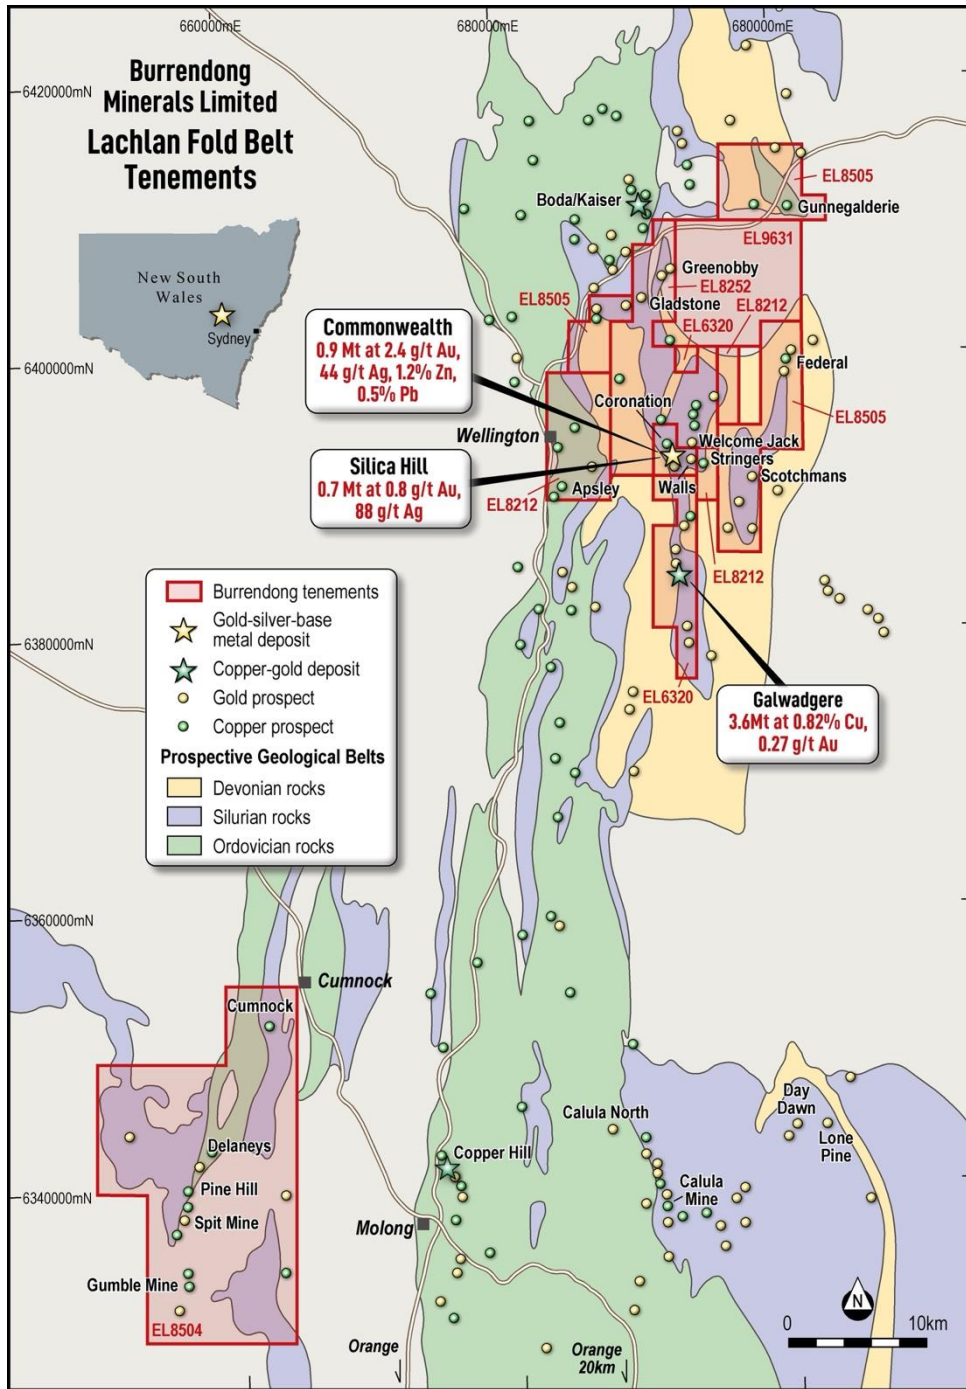 660000mE
680000mE
680000mE
6420000mN
6400000mN
6380000mN
6360000mN
6340000mN
Burrendong
Minerals Limited
Lachlan Fold Belt
Tenements
New South
Wales
Sydney
Commonwealth
0.9 Mt at 2.4 g/t Au,
44 g/t Ag, 1.2% Zn,
0.5% Pb
Silica Hill
0.7 Mt at 0.8 g/t Au,
88 g/t Ag
Galwadgere
3.6Mt at 0.82% Cu,
0.27 g/t Au
Boda/Kaiser
EL8505
Gunnegalderie
EL9631
Greenobby
EL8252
Gladstone
EL8212
EL8505
EL6320
Federal
Coronation
EL8505
Wellington
Welcome Jack
Stringers
Walls
Scotchmans
Apsley
EL8212
EL8212
EL6320
Burrendong tenements
Gold-silver-base
metal deposit
Copper-gold deposit
Gold prospect
Copper prospect
Prospective Geological Belts
Devonian rocks
Silurian rocks
Ordovician rocks
Cumnock
Cumnock
Delaneys
Pine Hill
Spit Mine
Gumble Mine
EL8504
Copper Hill
Molong
Calula North
Calula
Mine
Day
Dawn
Lone
Pine
Orange
Orange
20km
N
0
10km